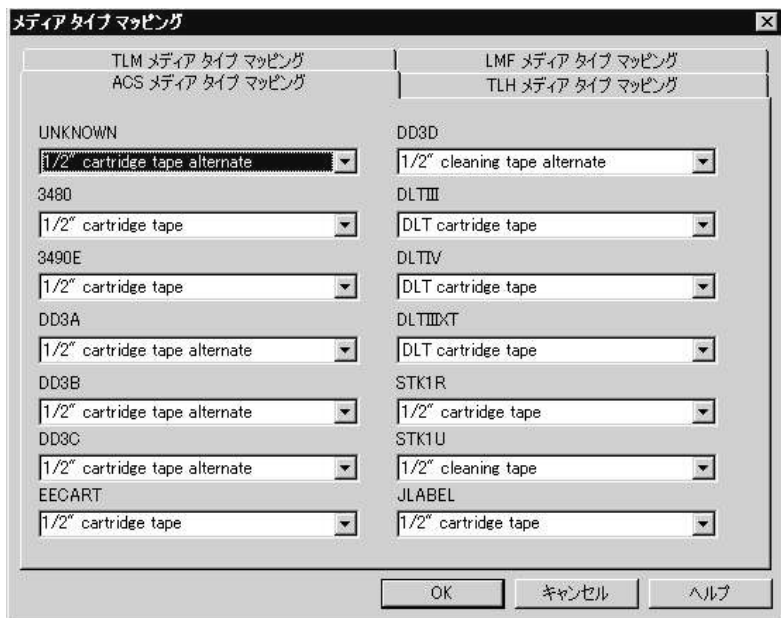 メディア タイプ マッピング
TLM メディア タイプ マッピング
LMF メディア タイプ マッピング
ACS メディア タイプ マッピング
TLH メディア タイプ マッピング
UNKNOWN
1/2" cartridge tape alternate
3480
1/2" cartridge tape
3490E
1/2" cartridge tape
DD3A
1/2" cartridge tape alternate
DD3B
1/2" cartridge tape alternate
DD3C
1/2" cartridge tape alternate
EECART
1/2" cartridge tape
DD3D
1/2" cleaning tape alternate
DLTIII
DLT cartridge tape
DLTIV
DLT cartridge tape
DLTIIIXT
DLT cartridge tape
STK1R
1/2" cartridge tape
STK1U
1/2" cleaning tape
JLABEL
1/2" cartridge tape
OK
キャンセル
ヘルプ